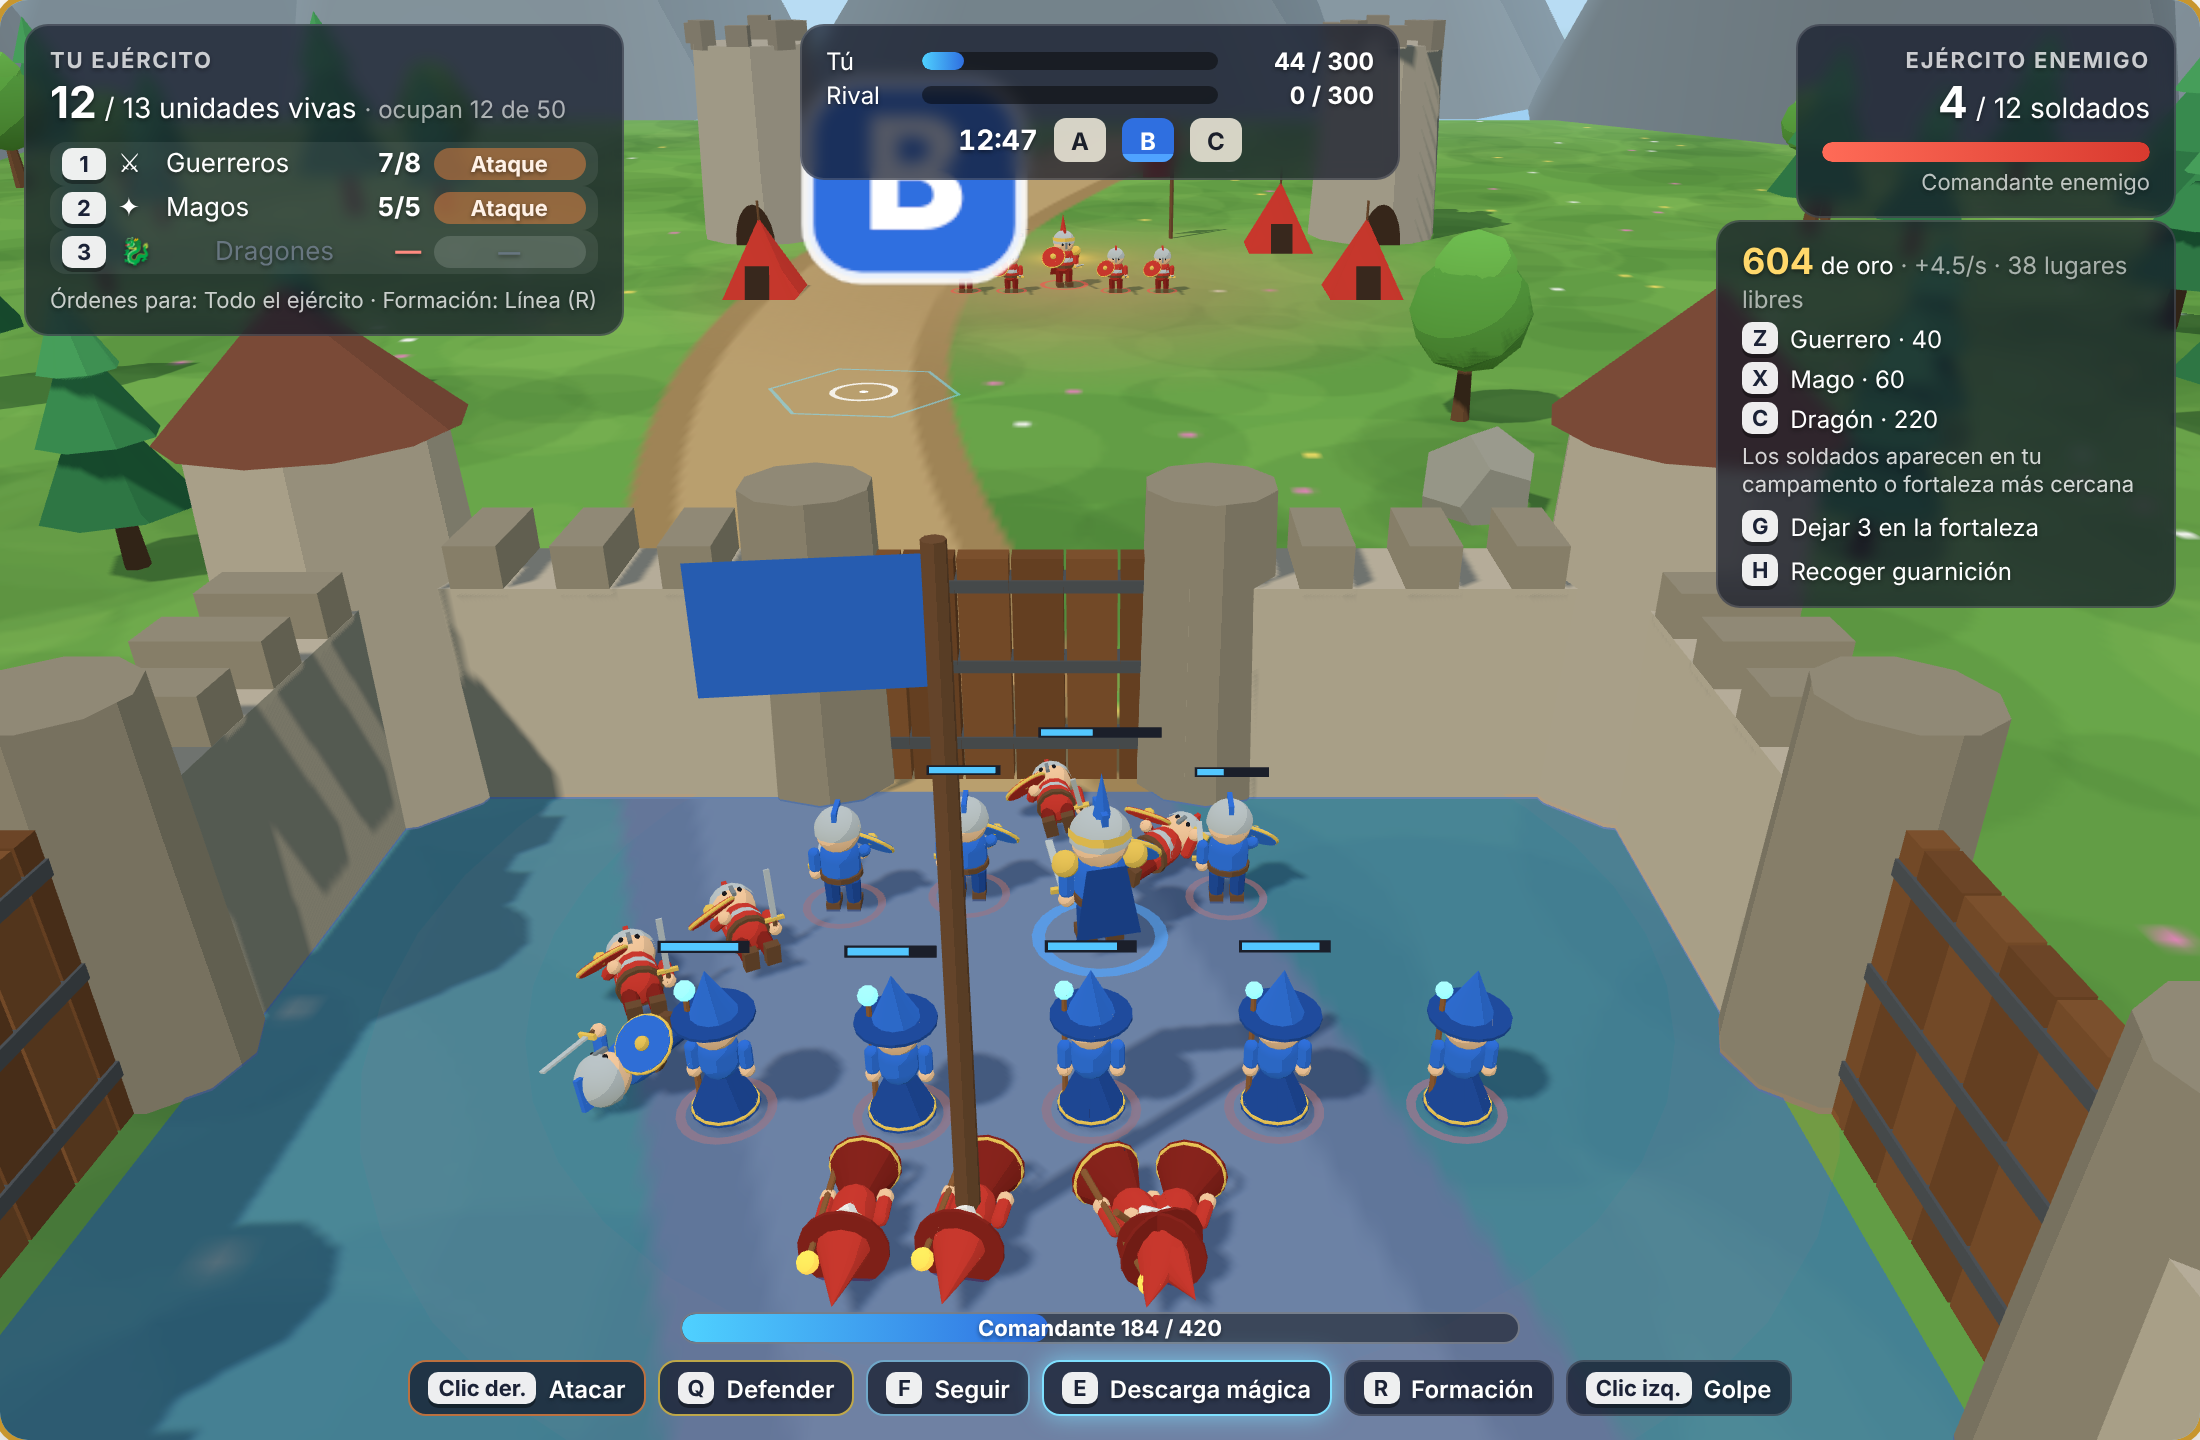 TU EJÉRCITO
12 / 13 unidades vivas · ocupan 12 de 50
1 Guerreros 7/8 Ataque
2 Magos 5/5 Ataque
3 Dragones — —
Órdenes para: Todo el ejército · Formación: Línea (R)
Tú 44 / 300
Rival 0 / 300
12:47 A B C
B
EJÉRCITO ENEMIGO
4 / 12 soldados
Comandante enemigo
604 de oro · +4.5/s · 38 lugares
libres
Z Guerrero · 40
X Mago · 60
C Dragón · 220
Los soldados aparecen en tu
campamento o fortaleza más cercana
G Dejar 3 en la fortaleza
H Recoger guarnición
Comandante 184 / 420
Clic der. Atacar Q Defender F Seguir E Descarga mágica R Formación Clic izq. Golpe